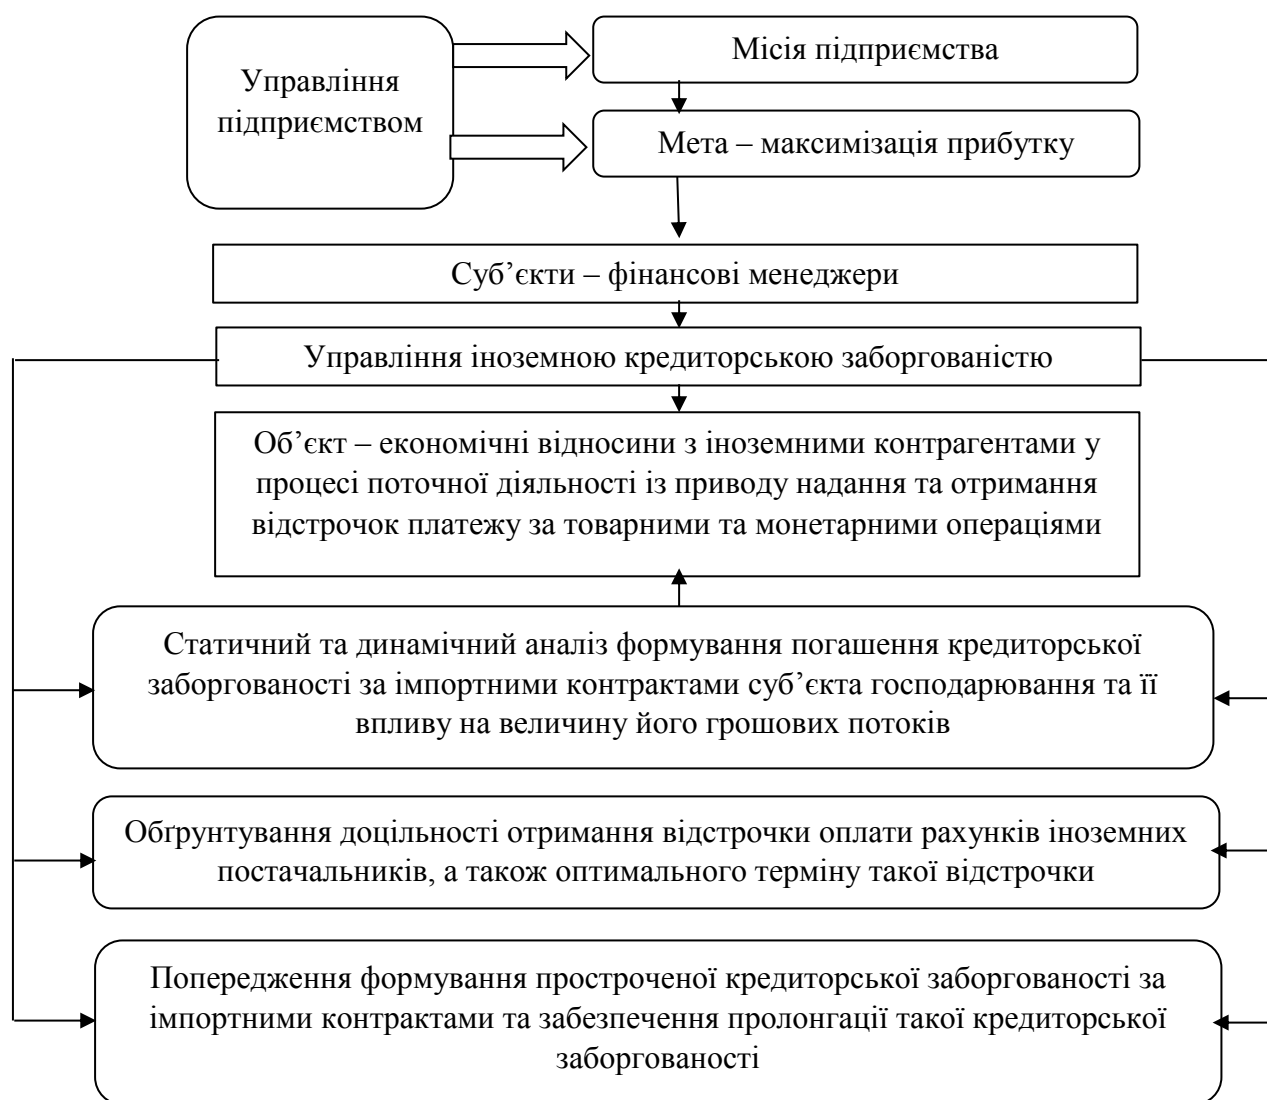 Управління
підприємством
Місія підприємства
Мета – максимізація прибутку
Суб’єкти – фінансові менеджери
Управління іноземною кредиторською заборгованістю
Об’єкт – економічні відносини з іноземними контрагентами у
процесі поточної діяльності із приводу надання та отримання
відстрочок платежу за товарними та монетарними операціями
Статичний та динамічний аналіз формування погашення кредиторської
заборгованості за імпортними контрактами суб’єкта господарювання та її
впливу на величину його грошових потоків
Обґрунтування доцільності отримання відстрочки оплати рахунків іноземних
постачальників, а також оптимального терміну такої відстрочки
Попередження формування простроченої кредиторської заборгованості за
імпортними контрактами та забезпечення пролонгації такої кредиторської
заборгованості